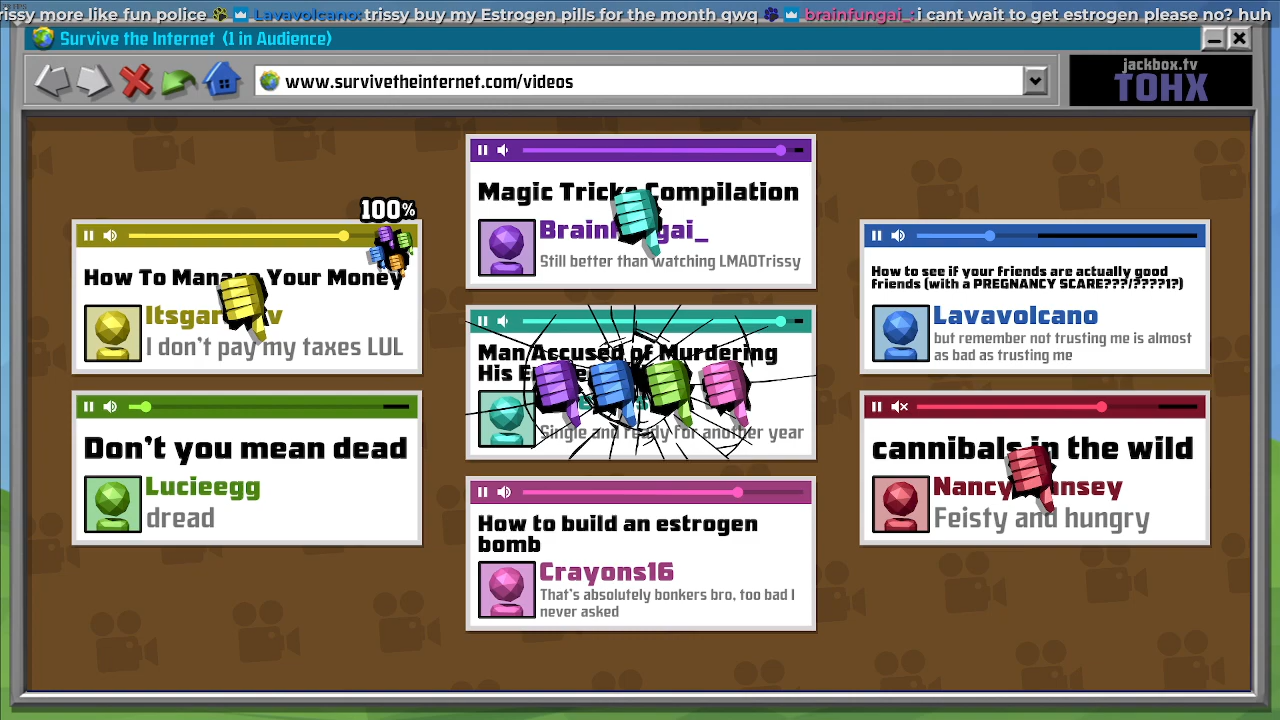 rissy more like fun police Lavavolcano: trissy buy my Estrogen pills for the month qwq brainfungai_: i cant wait to get estrogen please no? huh
Survive the Internet (1 in Audience)
www.survivetheinternet.com/videos
jackbox.tv
TOHX
Magic Tricks Compilation
Brainfungai_
Still better than watching LMAOTrissy
100%
How To Manage Your Money
I don't pay my taxes LUL
How to see if your friends are actually good
friends (with a PREGNANCY SCARE???/????1?)
Lavavolcano
but remember not trusting me is almost
as bad as trusting me
Man Accused of Murdering
His
Single and ready for another year
Don't you mean dead
Lucieegg
dread
cannibals in the wild
Nancy
Feisty and hungry
How to build an estrogen
bomb
Crayons16
That's absolutely bonkers bro, too bad I
never asked